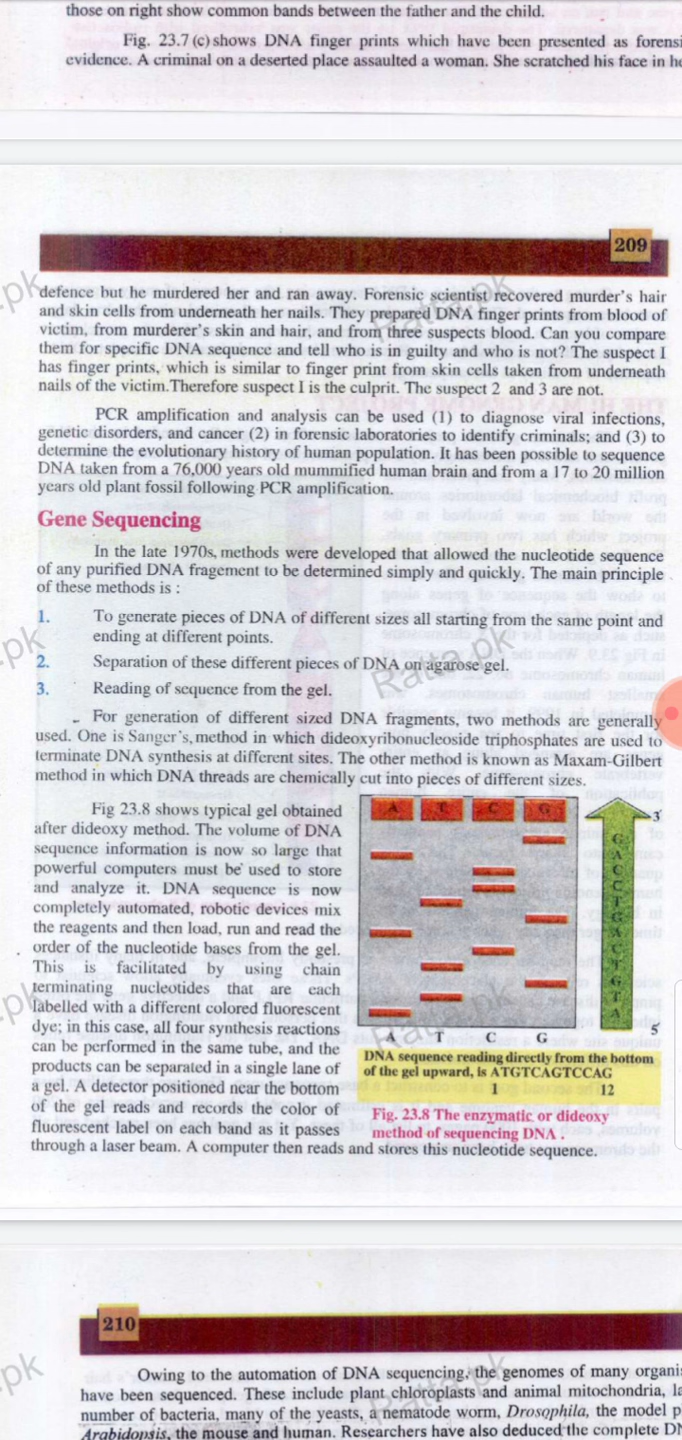 those on right show common bands between the father and the child.
Fig. 23.7 (c) shows DNA finger prints which have been presented as forensi
evidence. A criminal on a deserted place assaulted a woman. She scratched his face in he
209
defence but he murdered her and ran away. Forensic scientist recovered murder's hair
and skin cells from underneath her nails. They prepared DNA finger prints from blood of
victim, from murderer's skin and hair, and from three suspects blood. Can you compare
them for specific DNA sequence and tell who is in guilty and who is not? The suspect I
has finger prints, which is similar to finger print from skin cells taken from underneath
nails of the victim.Therefore suspect I is the culprit. The suspect 2 and 3 are not.
PCR amplification and analysis can be used (1) to diagnose viral infections,
genetic disorders, and cancer (2) in forensic laboratories to identify criminals; and (3) to
determine the evolutionary history of human population. It has been possible to sequence
DNA taken from a 76,000 years old mummified human brain and from a 17 to 20 million
years old plant fossil following PCR amplification.
Gene Sequencing
In the late 1970s, methods were developed that allowed the nucleotide sequence
of any purified DNA fragement to be determined simply and quickly. The main principle
of these methods is :
1. To generate pieces of DNA of different sizes all starting from the same point and
ending at different points.
2. Separation of these different pieces of DNA on agarose gel.
3. Reading of sequence from the gel.
For generation of different sized DNA fragments, two methods are generally
used. One is Sanger's, method in which dideoxyribonucleoside triphosphates are used to
terminate DNA synthesis at different sites. The other method is known as Maxam-Gilbert
method in which DNA threads are chemically cut into pieces of different sizes.
Fig 23.8 shows typical gel obtained
after dideoxy method. The volume of DNA
sequence information is now so large that
powerful computers must be used to store
and analyze it. DNA sequence is now
completely automated, robotic devices mix
the reagents and then load, run and read the
order of the nucleotide bases from the gel.
This is facilitated by using chain
terminating nucleotides that are each
labelled with a different colored fluorescent
dye; in this case, all four synthesis reactions
can be performed in the same tube, and the
products can be separated in a single lane of
a gel. A detector positioned near the bottom
of the gel reads and records the color of
fluorescent label on each band as it passes
through a laser beam. A computer then reads and stores this nucleotide sequence.
A T C G
3'
G
A
C
C
T
G
A
C
T
G
T
A
5'
A T C G
DNA sequence reading directly from the bottom
of the gel upward, is ATGTCAGTCCAG
1 12
Fig. 23.8 The enzymatic or dideoxy
method of sequencing DNA .
210
Owing to the automation of DNA sequencing, the genomes of many organi
have been sequenced. These include plant chloroplasts and animal mitochondria, la
number of bacteria, many of the yeasts, a nematode worm, Drosophila, the model p
Arabidopsis, the mouse and human. Researchers have also deduced the complete DN
Ratta.pk
Ratta.pk
Ratta.pk
Ratta.pk
.pk
.pk
.pk
.pk